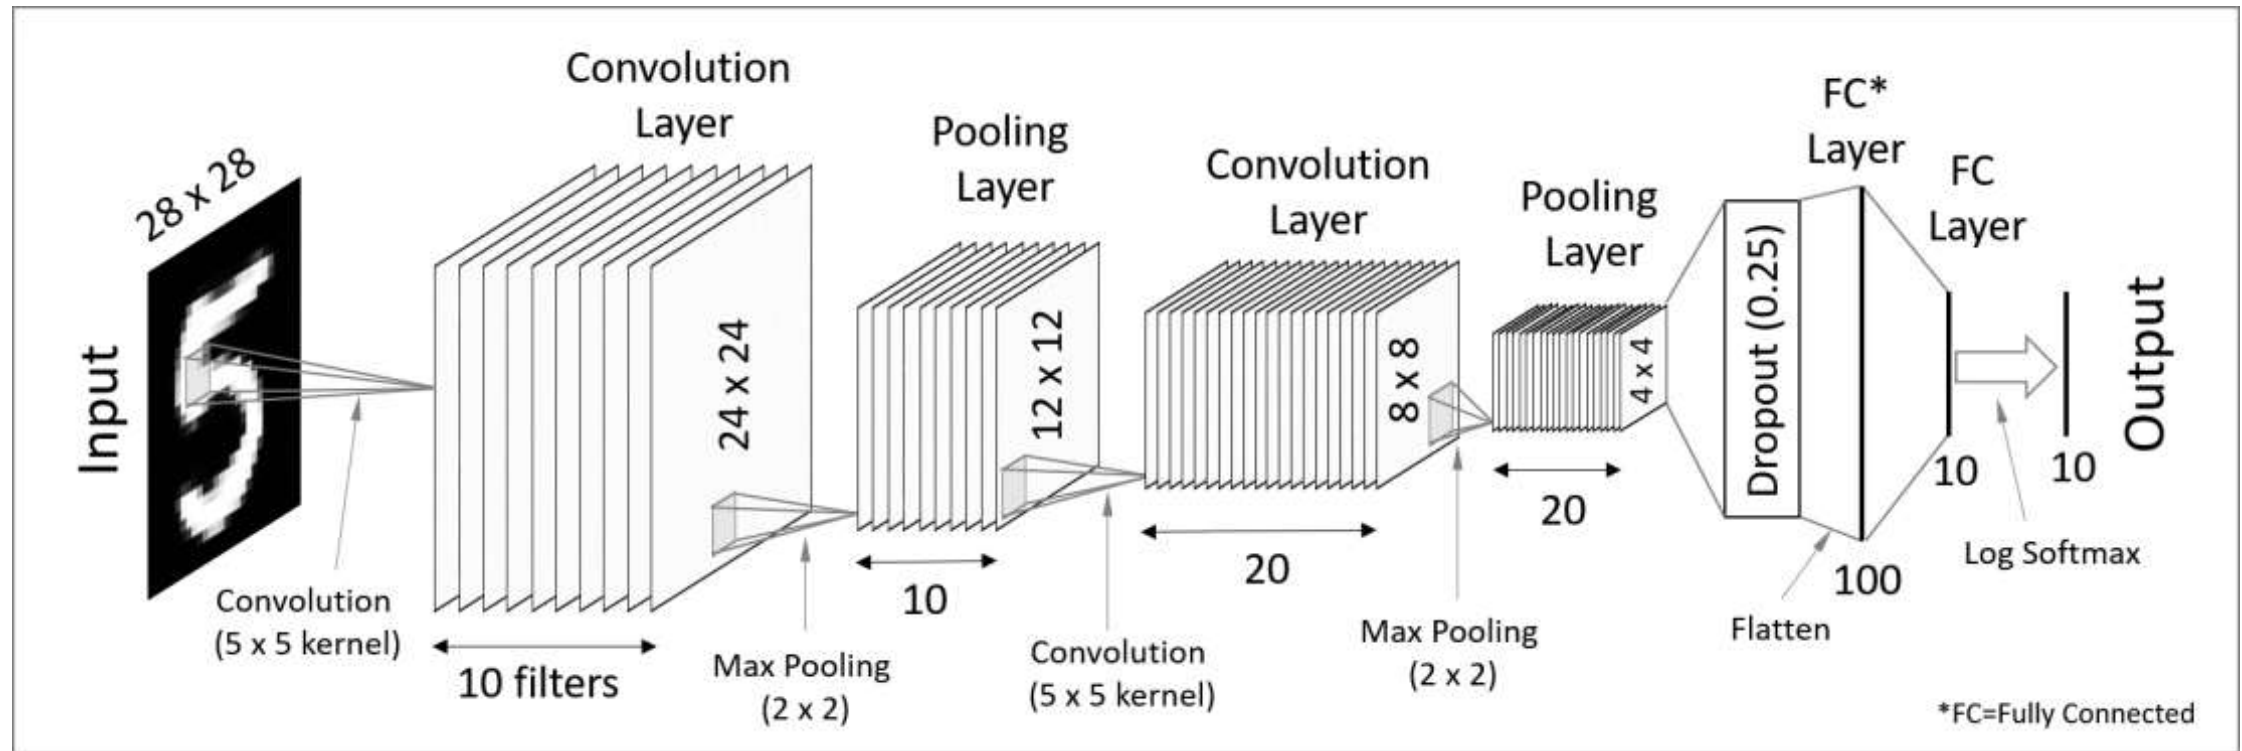 Input
28 x 28
Convolution
(5 x 5 kernel)
Convolution
Layer
24 x 24
10 filters
Max Pooling
(2 x 2)
Pooling
Layer
12 x 12
10
Convolution
(5 x 5 kernel)
Convolution
Layer
8 x 8
20
Max Pooling
(2 x 2)
Pooling
Layer
4 x 4
20
Dropout (0.25)
Flatten
FC*
Layer
100
FC
Layer
10
Log Softmax
10
Output
*FC=Fully Connected